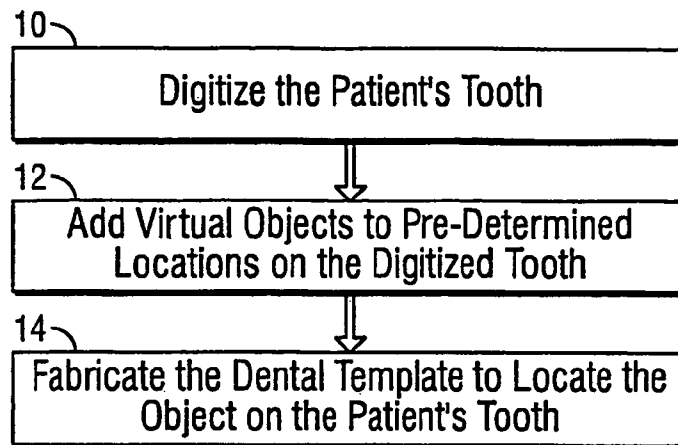 10
Digitize the Patient's Tooth
12
Add Virtual Objects to Pre-Determined
Locations on the Digitized Tooth
14
Fabricate the Dental Template to Locate the
Object on the Patient's Tooth